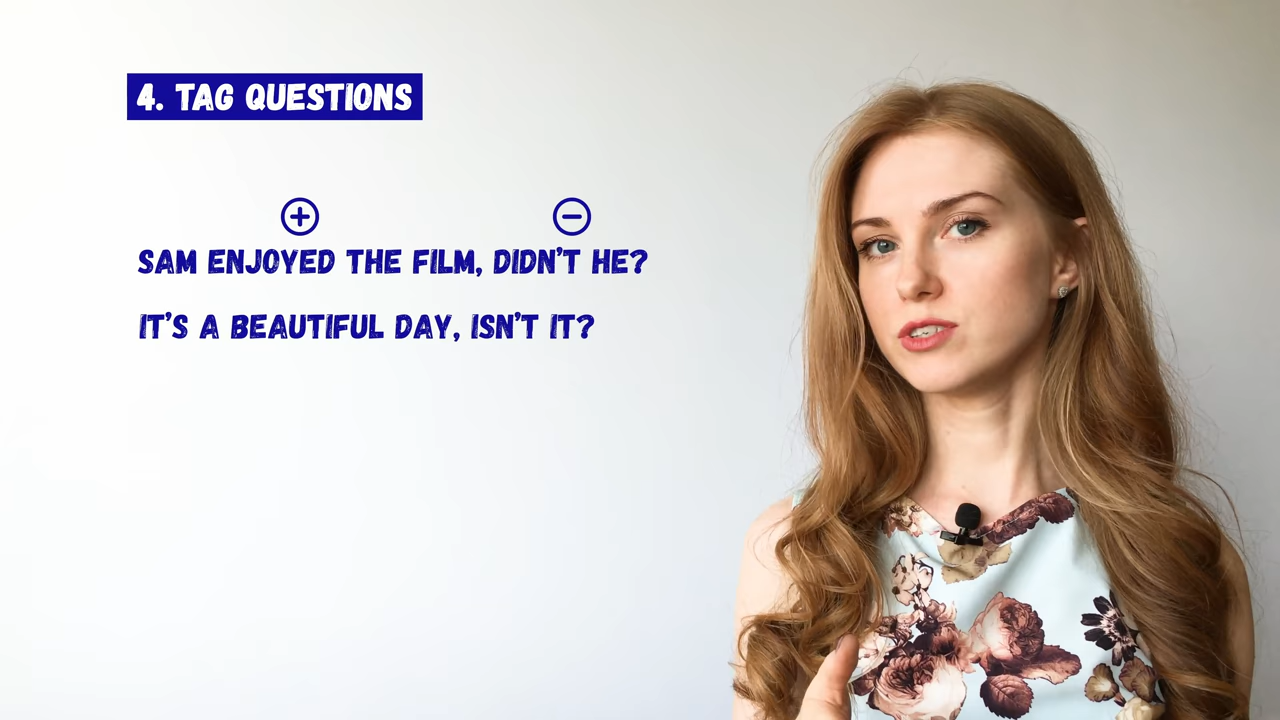 4. TAG QUESTIONS
+ −
SAM ENJOYED THE FILM, DIDN’T HE?
IT’S A BEAUTIFUL DAY, ISN’T IT?